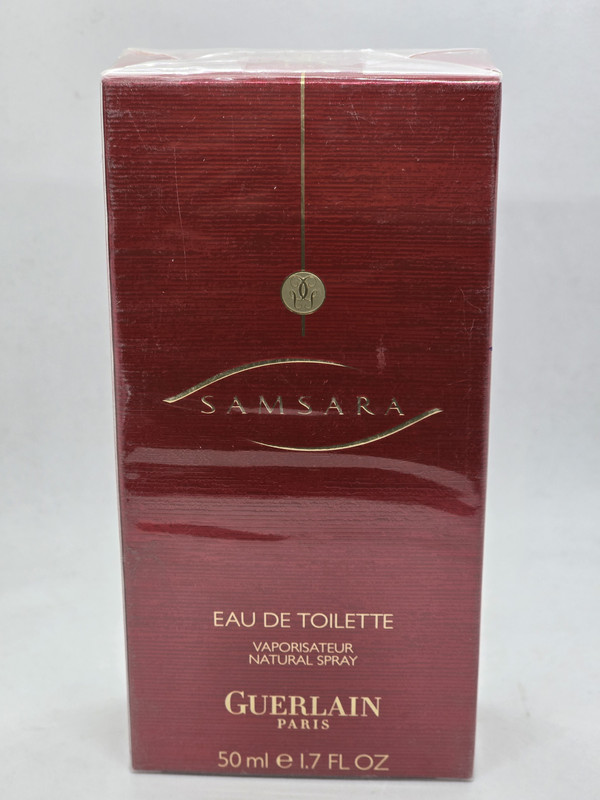 SAMSARA
EAU DE TOILETTE
VAPORISATEUR
NATURAL SPRAY
GUERLAIN
PARIS
50 ml ℮ 1.7 FL OZ